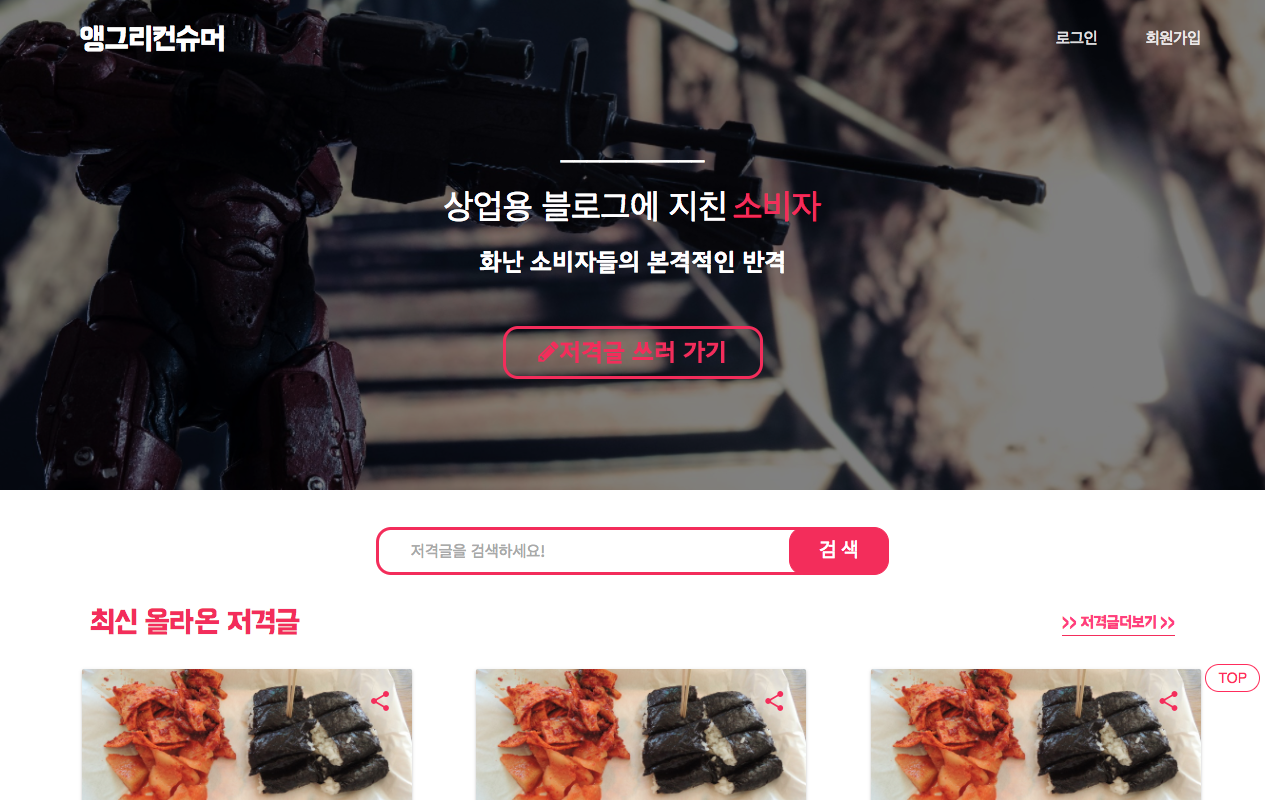 앵그리컨슈머
로그인 회원가입
상업용 블로그에 지친 소비자
화난 소비자들의 본격적인 반격
저격글 쓰러 가기
저격글을 검색하세요!
검 색
최신 올라온 저격글
>> 저격글더보기 >>
TOP